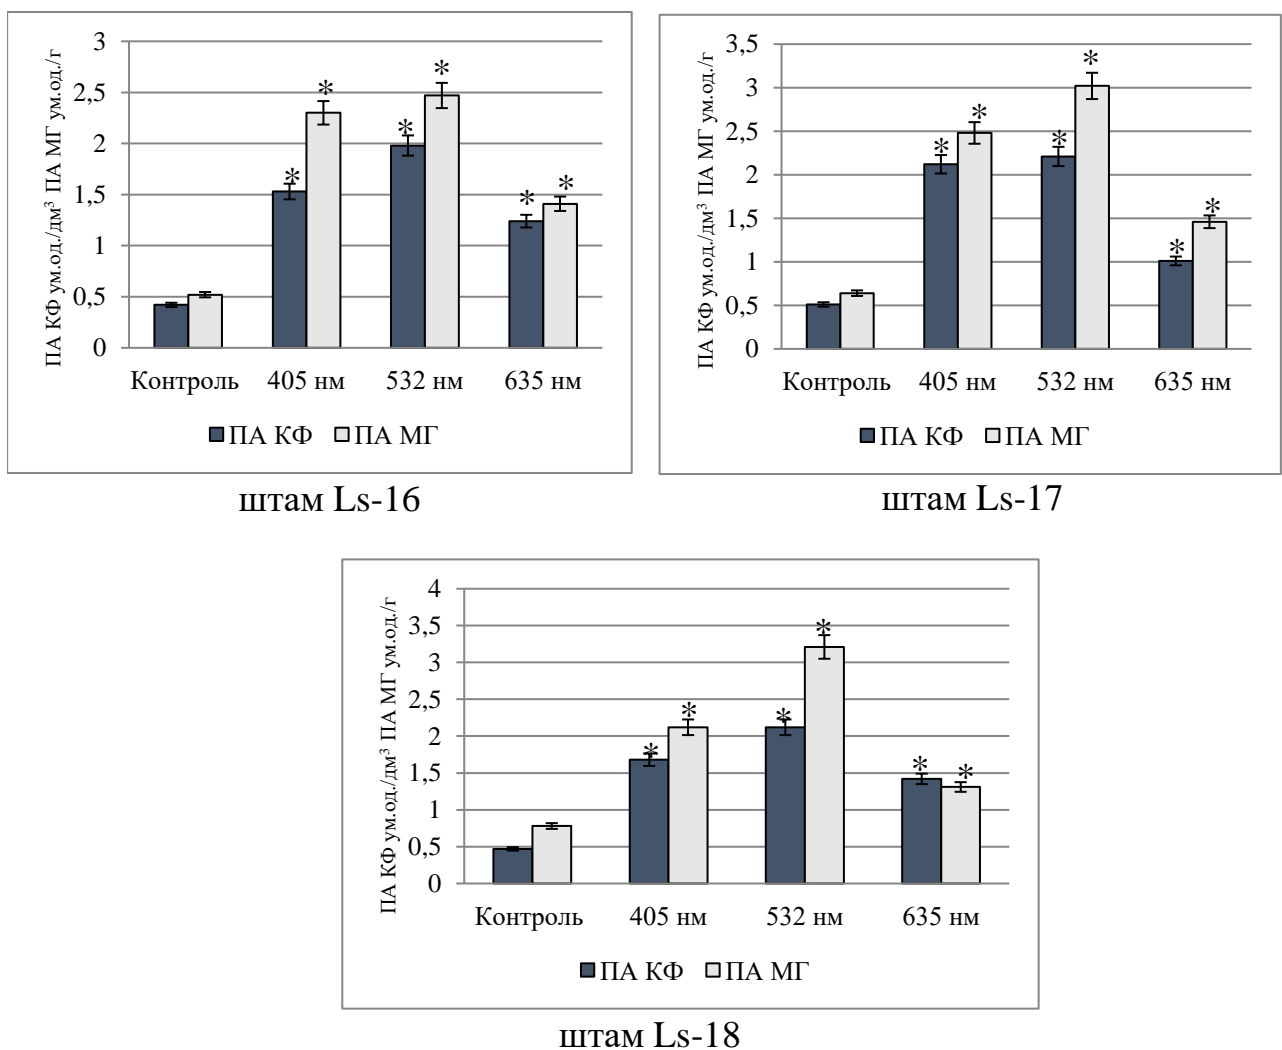 ПА КФ ум.од./дм³ ПА МГ ум.од./г
3
2,5
2
1,5
1
0,5
0
* * * * * *
Контроль 405 нм 532 нм 635 нм
ПА КФ ПА МГ
штам Ls-16
ПА КФ ум.од./дм³ ПА МГ ум.од./г
3,5
3
2,5
2
1,5
1
0,5
0
* * * * * *
Контроль 405 нм 532 нм 635 нм
ПА КФ ПА МГ
штам Ls-17
ПА КФ ум.од./дм³ ПА МГ ум.од./г
4
3,5
3
2,5
2
1,5
1
0,5
0
* * * * * *
Контроль 405 нм 532 нм 635 нм
ПА КФ ПА МГ
штам Ls-18